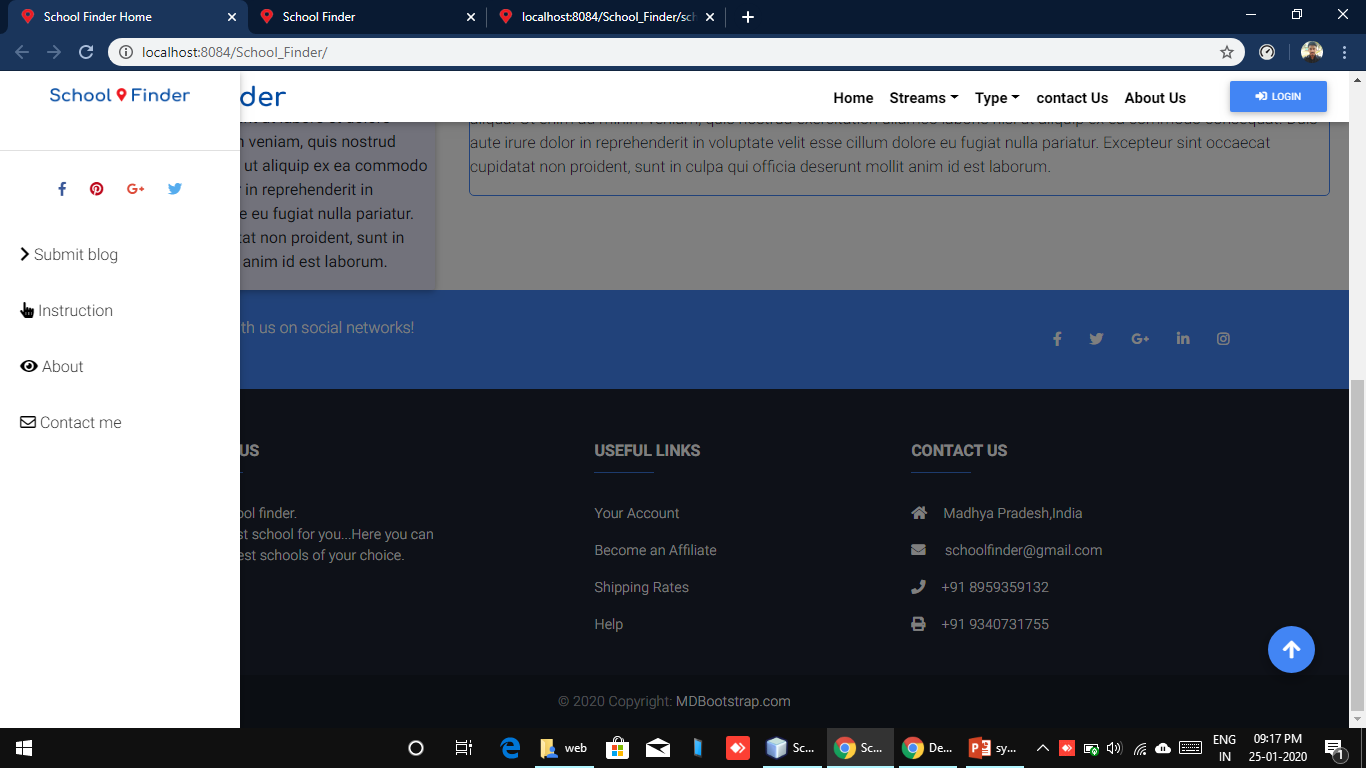 School Finder Home
School Finder
localhost:8084/School_Finder/sch
localhost:8084/School_Finder/
School Finder
der
Home
Streams
Type
contact Us
About Us
LOGIN
aute irure dolor in reprehenderit in voluptate velit esse cillum dolore eu fugiat nulla pariatur. Excepteur sint occaecat
cupidatat non proident, sunt in culpa qui officia deserunt mollit anim id est laborum.
veniam, quis nostrud
ut aliquip ex ea commodo
in reprehenderit in
e eu fugiat nulla pariatur.
tat non proident, sunt in
anim id est laborum.
Submit blog
Instruction
About
Contact me
th us on social networks!
US
ool finder.
st school for you...Here you can
est schools of your choice.
USEFUL LINKS
Your Account
Become an Affiliate
Shipping Rates
Help
CONTACT US
Madhya Pradesh,India
schoolfinder@gmail.com
+91 8959359132
+91 9340731755
© 2020 Copyright: MDBootstrap.com
web
Sc...
Sc...
De...
sy...
ENG
IN
09:17 PM
25-01-2020
1